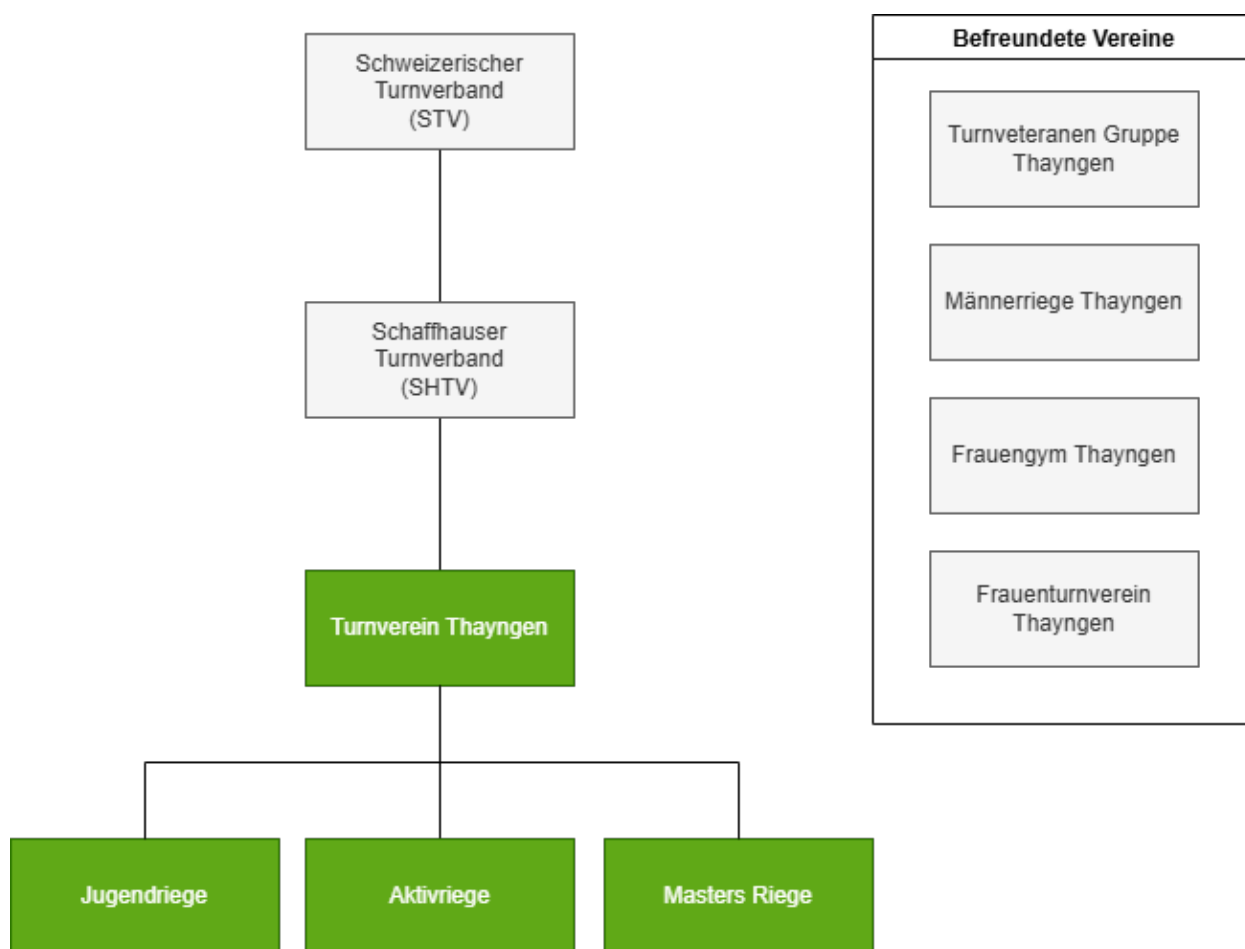 Schweizerischer
Turnverband
(STV)
Schaffhauser
Turnverband
(SHTV)
Turnverein Thayngen
Jugendriege
Aktivriege
Masters Riege
Befreundete Vereine
Turnveteranen Gruppe
Thayngen
Männerriege Thayngen
Frauengym Thayngen
Frauenturnverein
Thayngen